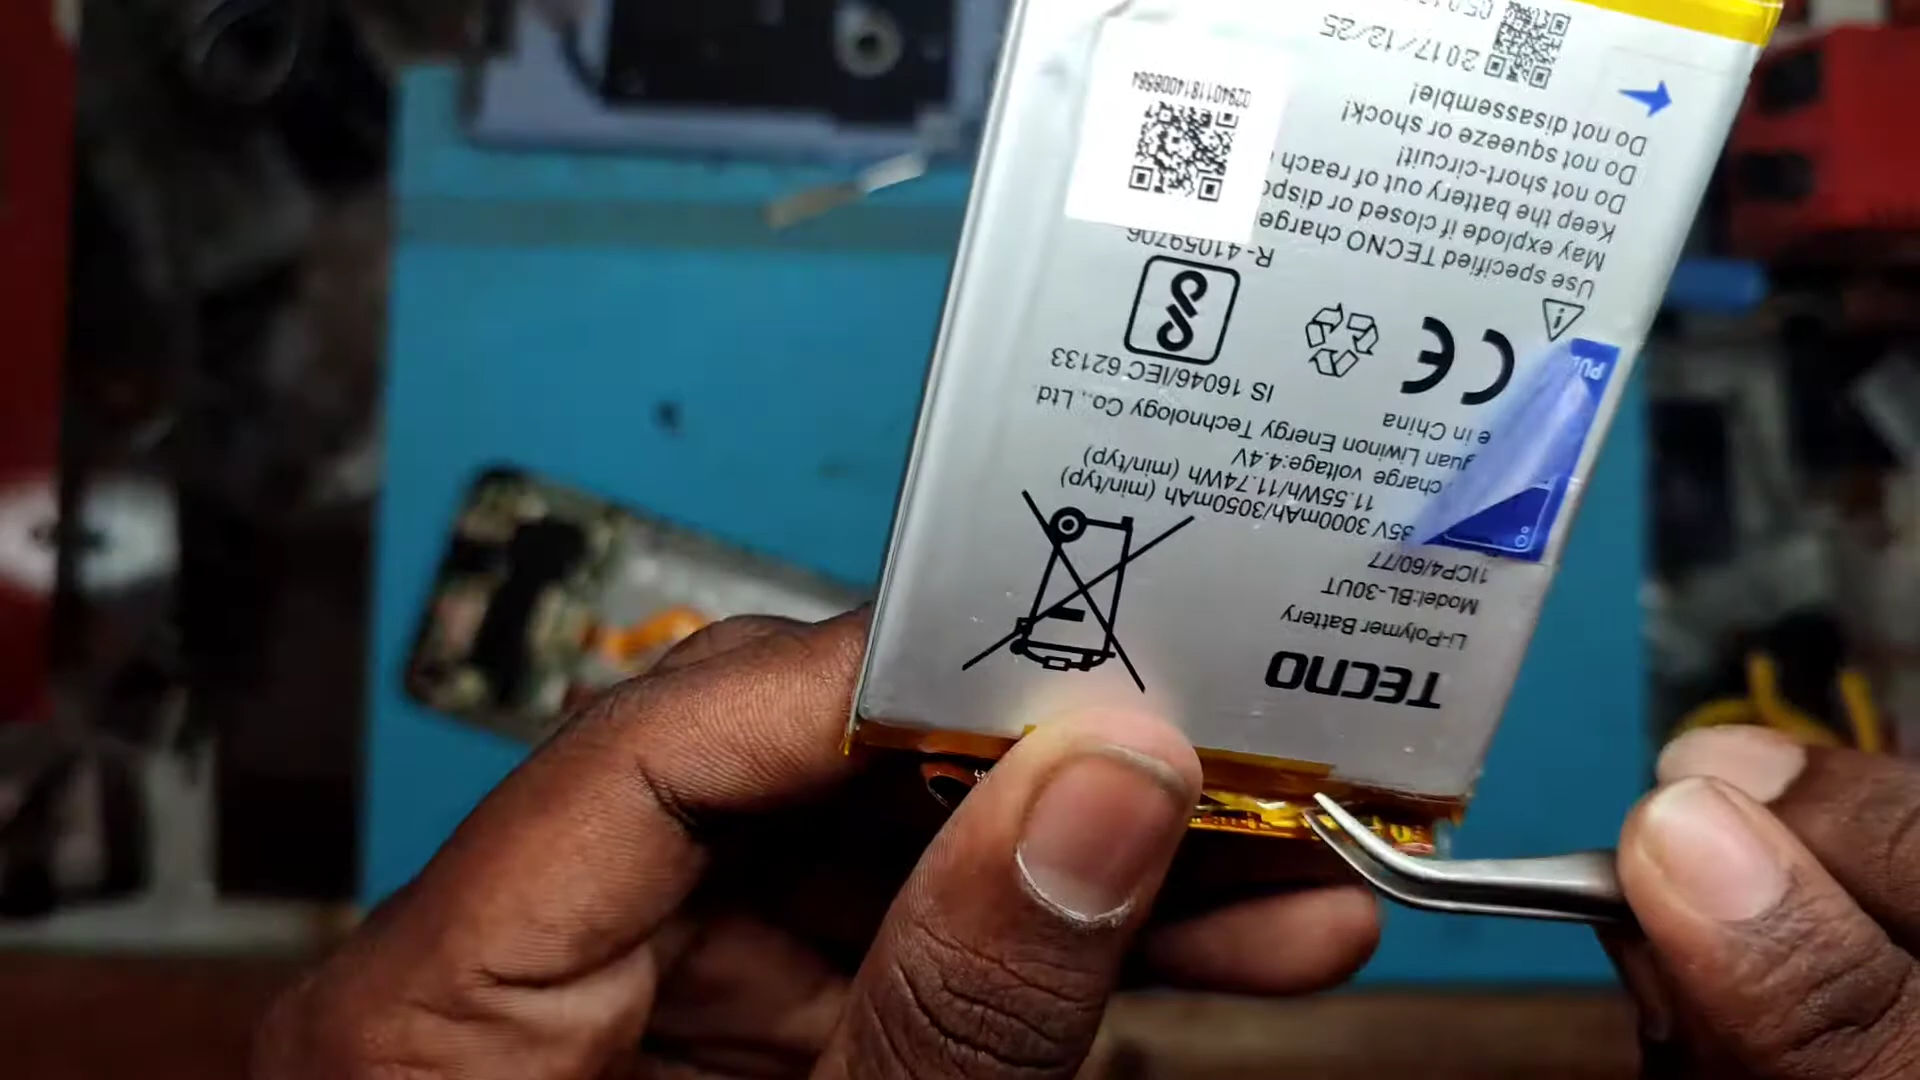 TECNO
Li-Polymer Battery
Model:BL-30UT
1ICP4/60/77
35V 3000mAh/3050mAh (min/typ)
11.55Wh/11.74Wh (min/typ)
charge voltage:4.4V
guan Liwinon Energy Technology Co., Ltd
e in China
IS 16046/IEC 62133
R-41059706
Use specified TECNO charge
May explode if closed or dispo
Keep the battery out of reach
Do not short-circuit!
Do not squeeze or shock!
Do not disassemble!
2017/12/25
0294011814008564